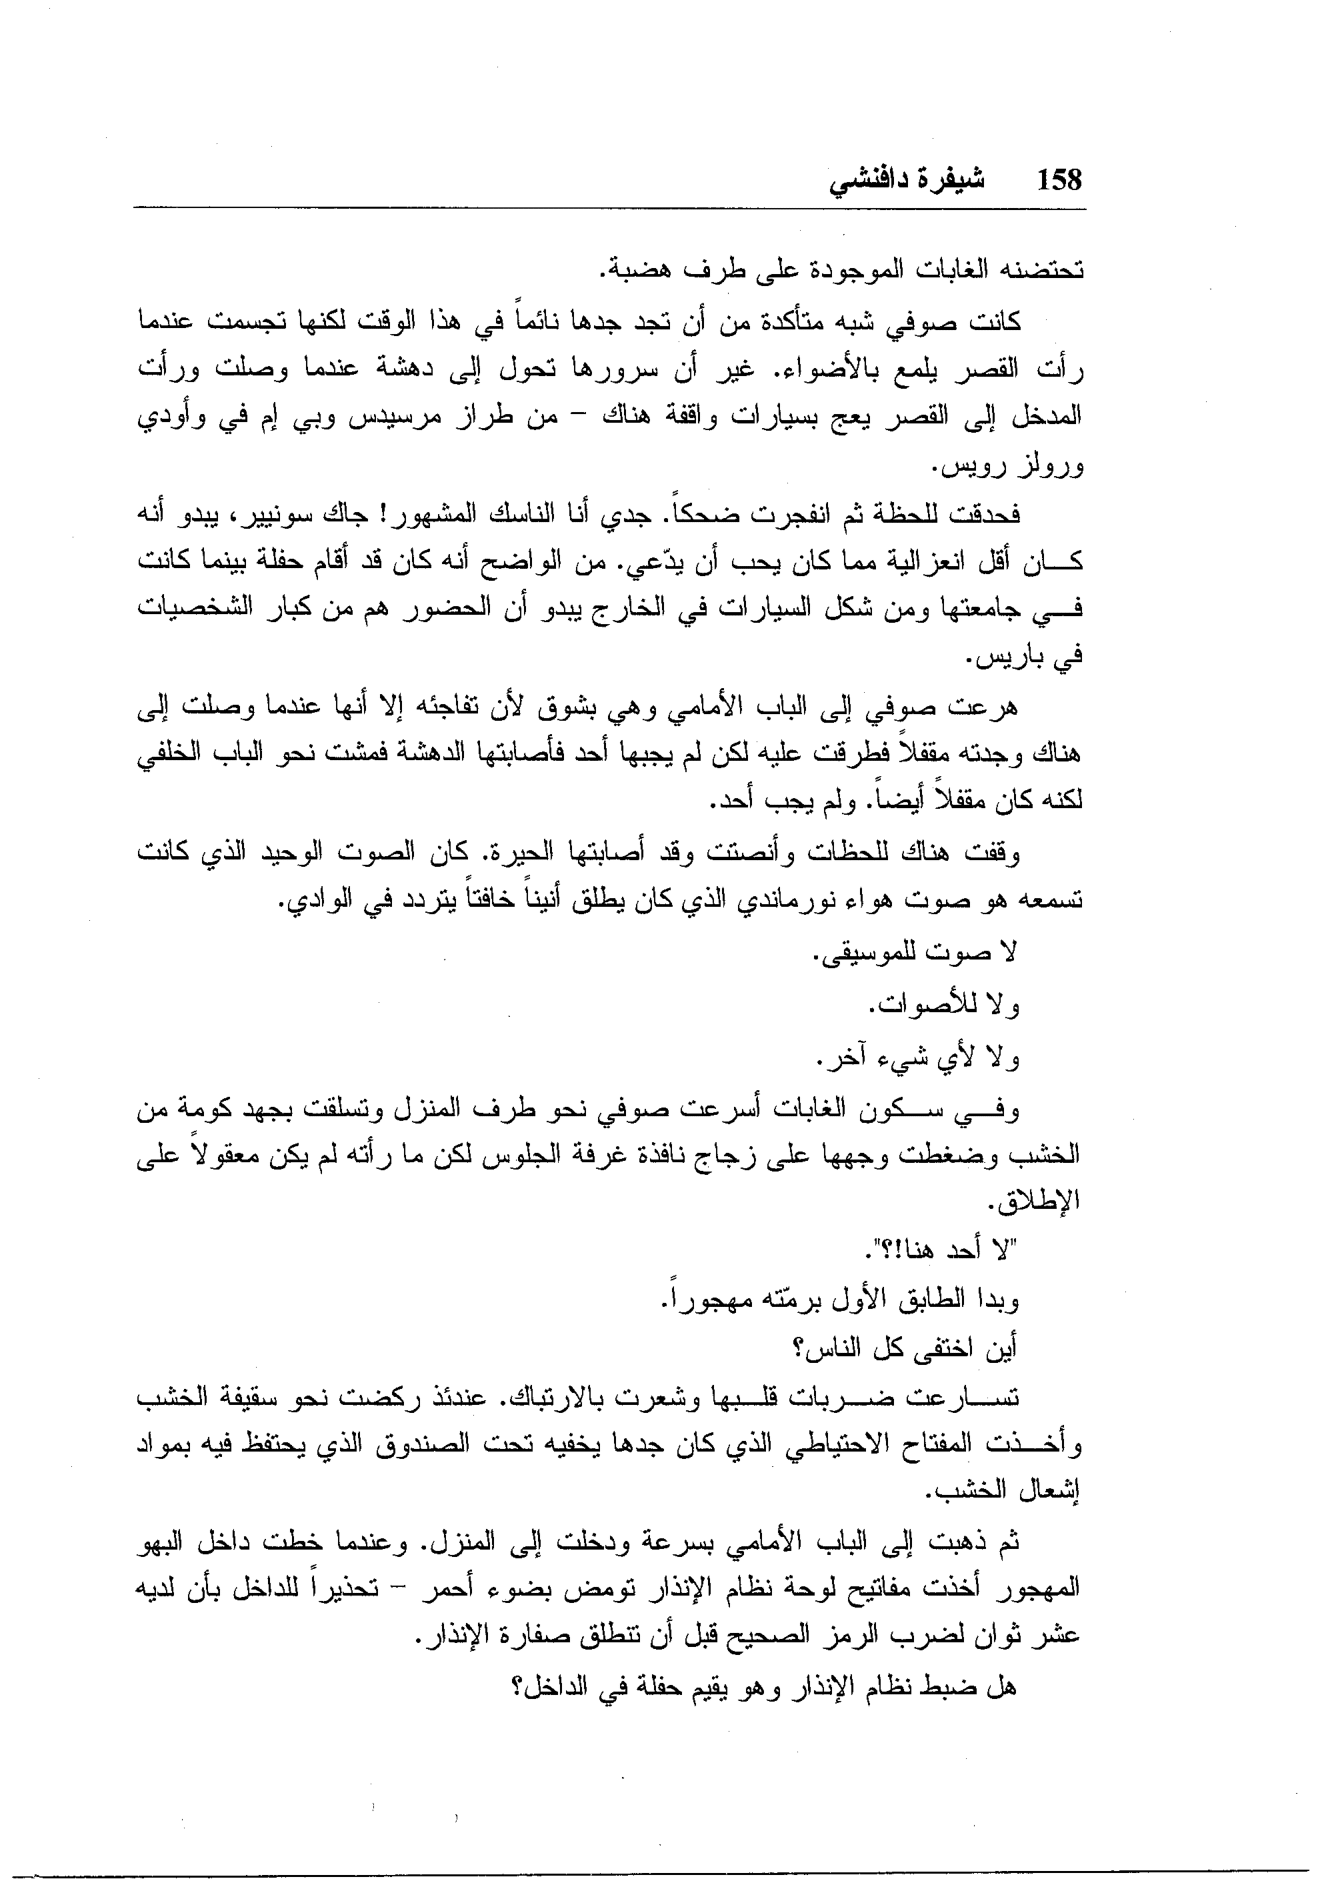 158 شيفرة دافنشي
تحتضنه الغابات الموجودة على طرف هضبة.
كانت صوفي شبه متأكدة من أن تجد جدها نائماً في هذا الوقت لكنها تجسمت عندما
رأت القصر يلمع بالأضواء. غير أن سرورها تحول إلى دهشة عندما وصلت ورأت
المدخل إلى القصر يعج بسيارات واقفة هناك – من طراز مرسيدس وبي إم في وأودي
ورولز رويس.
فحدقت للحظة ثم انفجرت ضحكاً. جدي أنا الناسك المشهور! جاك سونيير، يبدو أنه
كـــان أقل انعزالية مما كان يحب أن يدّعي. من الواضح أنه كان قد أقام حفلة بينما كانت
فـــي جامعتها ومن شكل السيارات في الخارج يبدو أن الحضور هم من كبار الشخصيات
في باريس.
هرعت صوفي إلى الباب الأمامي وهي بشوق لأن تفاجئه إلا أنها عندما وصلت إلى
هناك وجدته مقفلاً فطرقت عليه لكن لم يجبها أحد فأصابتها الدهشة فمشت نحو الباب الخلفي
لكنه كان مقفلاً أيضاً. ولم يجب أحد.
وقفت هناك للحظات وأنصتت وقد أصابتها الحيرة. كان الصوت الوحيد الذي كانت
تسمعه هو صوت هواء نورماندي الذي كان يطلق أنيناً خافتاً يتردد في الوادي.
لا صوت للموسيقى.
ولا للأصوات.
ولا لأي شيء آخر.
وفـــي ســـكون الغابات أسرعت صوفي نحو طرف المنزل وتسلقت بجهد كومة من
الخشب وضغطت وجهها على زجاج نافذة غرفة الجلوس لكن ما رأته لم يكن معقولاً على
الإطلاق.
"لا أحد هنا!؟".
وبدا الطابق الأول برمّته مهجوراً.
أين اختفى كل الناس؟
تســـارعت ضـــربات قلـــبها وشعرت بالارتباك. عندئذ ركضت نحو سقيفة الخشب
وأخـــذت المفتاح الاحتياطي الذي كان جدها يخفيه تحت الصندوق الذي يحتفظ فيه بمواد
إشعال الخشب.
ثم ذهبت إلى الباب الأمامي بسرعة ودخلت إلى المنزل. وعندما خطت داخل البهو
المهجور أخذت مفاتيح لوحة نظام الإنذار تومض بضوء أحمر – تحذيراً للداخل بأن لديه
عشر ثوان لضرب الرمز الصحيح قبل أن تنطلق صفارة الإنذار.
هل ضبط نظام الإنذار وهو يقيم حفلة في الداخل؟